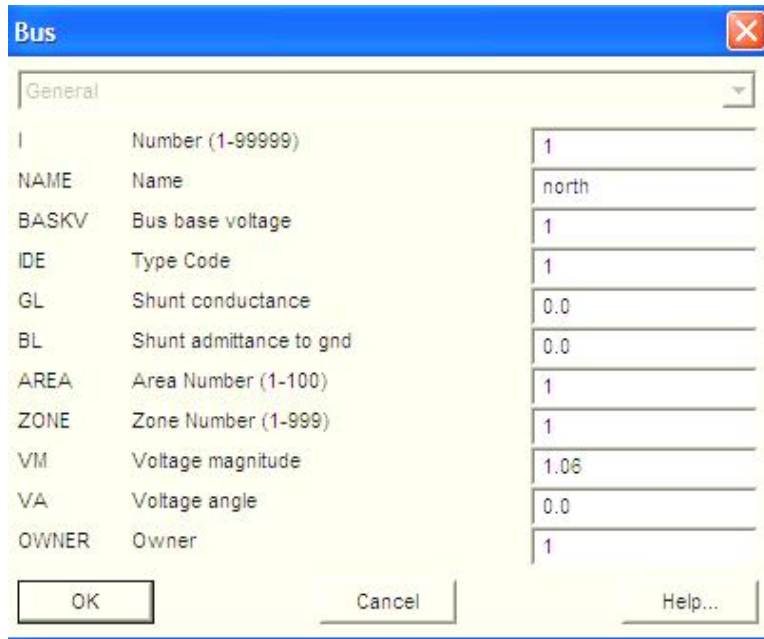 Bus
General
I Number (1-99999) 1
NAME Name north
BASKV Bus base voltage 1
IDE Type Code 1
GL Shunt conductance 0.0
BL Shunt admittance to gnd 0.0
AREA Area Number (1-100) 1
ZONE Zone Number (1-999) 1
VM Voltage magnitude 1.06
VA Voltage angle 0.0
OWNER Owner 1
OK Cancel Help...